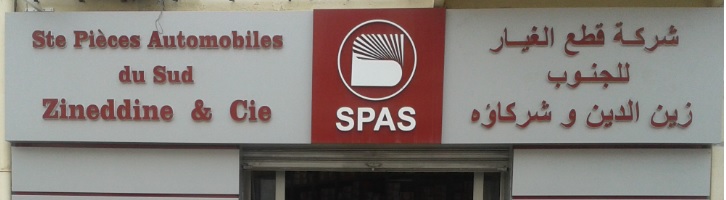 Ste Pièces Automobiles
du Sud
Zineddine & Cie
SPAS
شركة قطع الغيار
للجنوب
زين الدين و شركاؤه